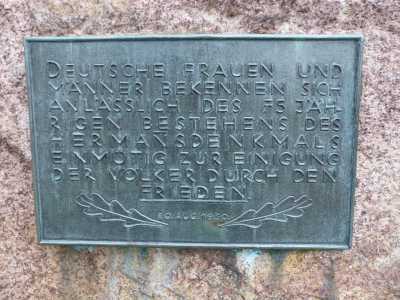 DEUTSCHE FRAUEN UND
MÄNNER BEKENNEN SICH
ANLÄSSLICH DES 75 JÄH-
RIGEN BESTEHENS DES
HERMANSDENKMALS
EINMÜTIG ZUR EINIGUNG
DER VÖLKER DURCH DEN
FRIEDEN